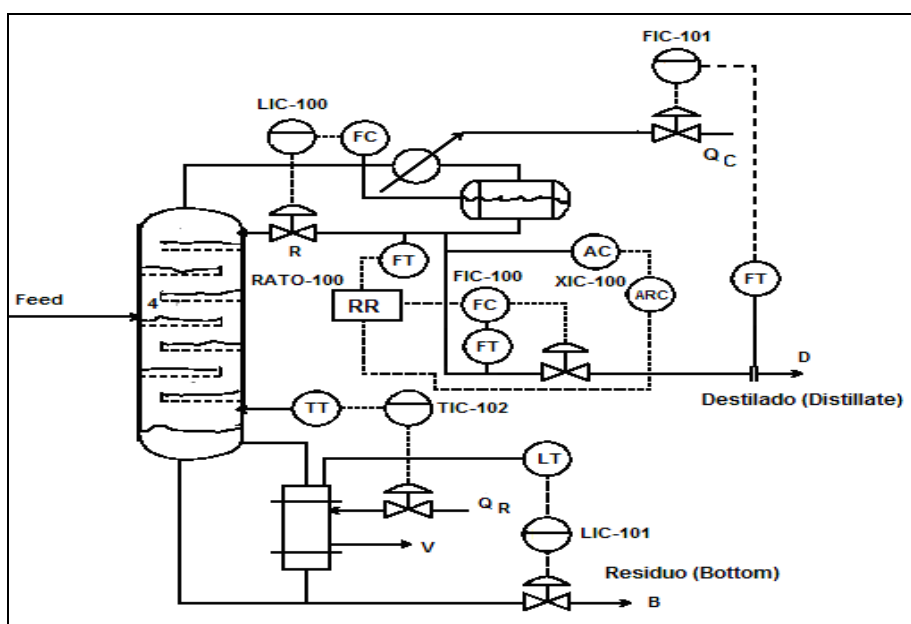 FIC-101
LIC-100
FC
Q C
R
FT
FIC-100
AC
XIC-100
RATO-100
FT
Feed
4
RR
FC
ARC
FT
D
Destilado (Distillate)
TT
TIC-102
LT
Q R
LIC-101
V
Residuo (Bottom)
B